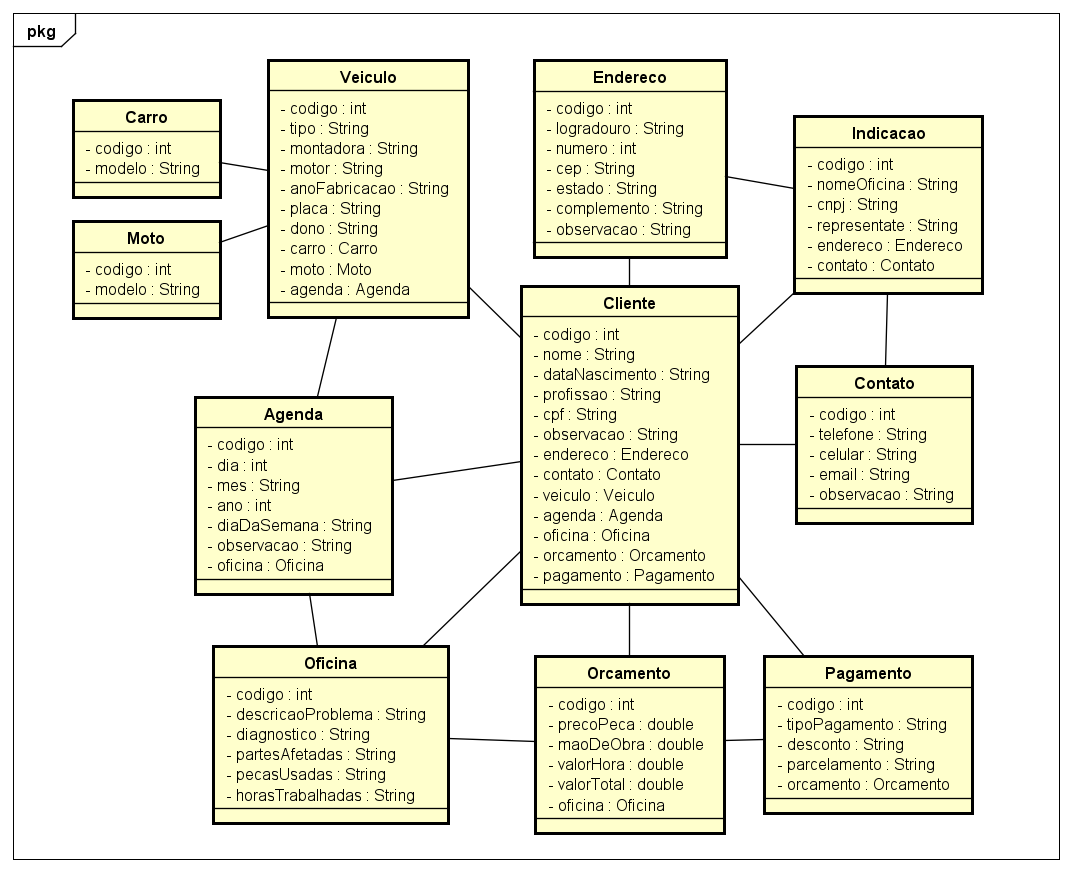 pkg
Veiculo
- codigo : int
- tipo : String
- montadora : String
- motor : String
- anoFabricacao : String
- placa : String
- dono : String
- carro : Carro
- moto : Moto
- agenda : Agenda
Endereco
- codigo : int
- logradouro : String
- numero : int
- cep : String
- estado : String
- complemento : String
- observacao : String
Carro
- codigo : int
- modelo : String
Indicacao
- codigo : int
- nomeOficina : String
- cnpj : String
- representate : String
- endereco : Endereco
- contato : Contato
Moto
- codigo : int
- modelo : String
Cliente
- codigo : int
- nome : String
- dataNascimento : String
- profissao : String
- cpf : String
- observacao : String
- endereco : Endereco
- contato : Contato
- veiculo : Veiculo
- agenda : Agenda
- oficina : Oficina
- orcamento : Orcamento
- pagamento : Pagamento
Contato
- codigo : int
- telefone : String
- celular : String
- email : String
- observacao : String
Agenda
- codigo : int
- dia : int
- mes : String
- ano : int
- diaDaSemana : String
- observacao : String
- oficina : Oficina
Oficina
- codigo : int
- descricaoProblema : String
- diagnostico : String
- partesAfetadas : String
- pecasUsadas : String
- horasTrabalhadas : String
Orcamento
- codigo : int
- precoPeca : double
- maoDeObra : double
- valorHora : double
- valorTotal : double
- oficina : Oficina
Pagamento
- codigo : int
- tipoPagamento : String
- desconto : String
- parcelamento : String
- orcamento : Orcamento